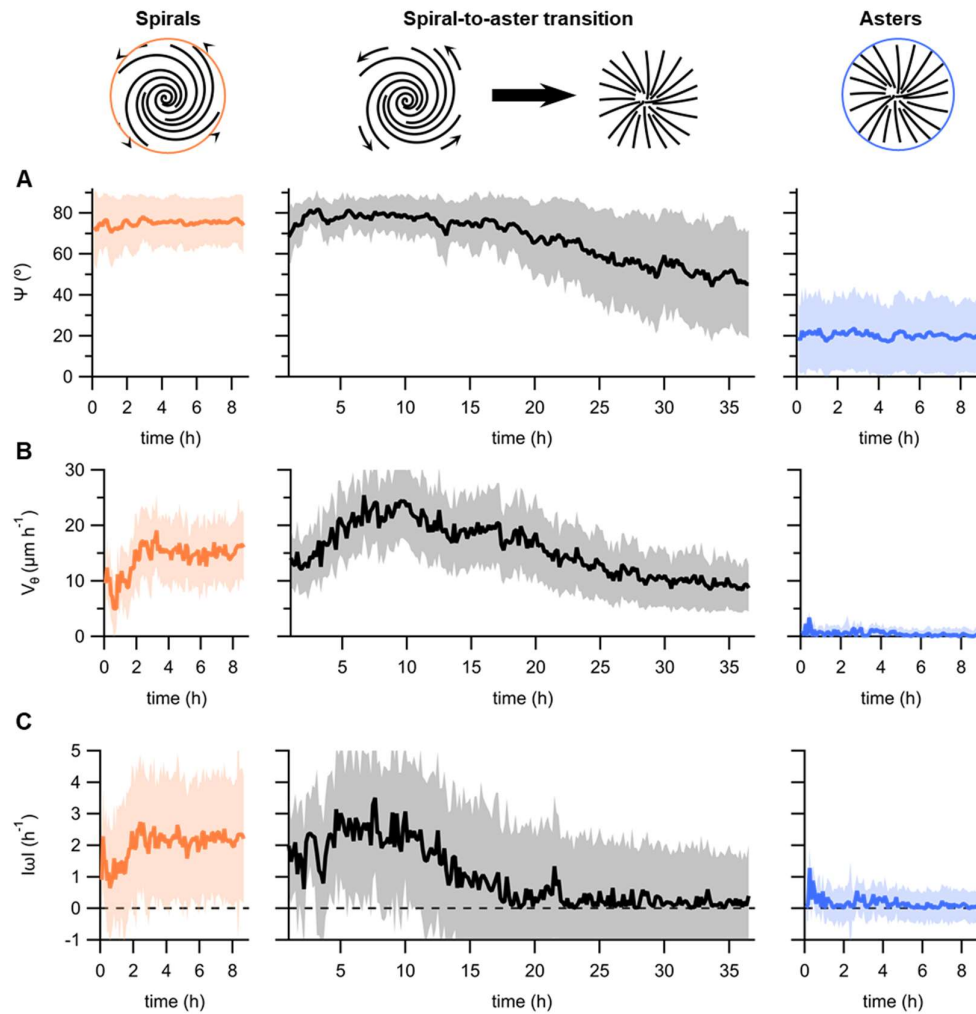 Spirals Spiral-to-aster transition Asters
A
Ψ (º)
80
60
40
20
0
0 2 4 6 8
5 10 15 20 25 30 35
0 2 4 6 8
time (h) time (h) time (h)
B
Vθ (µm h⁻¹)
30
20
10
0
0 2 4 6 8
5 10 15 20 25 30 35
0 2 4 6 8
time (h) time (h) time (h)
C
|ω| (h⁻¹)
5
4
3
2
1
0
-1
0 2 4 6 8
5 10 15 20 25 30 35
0 2 4 6 8
time (h) time (h) time (h)